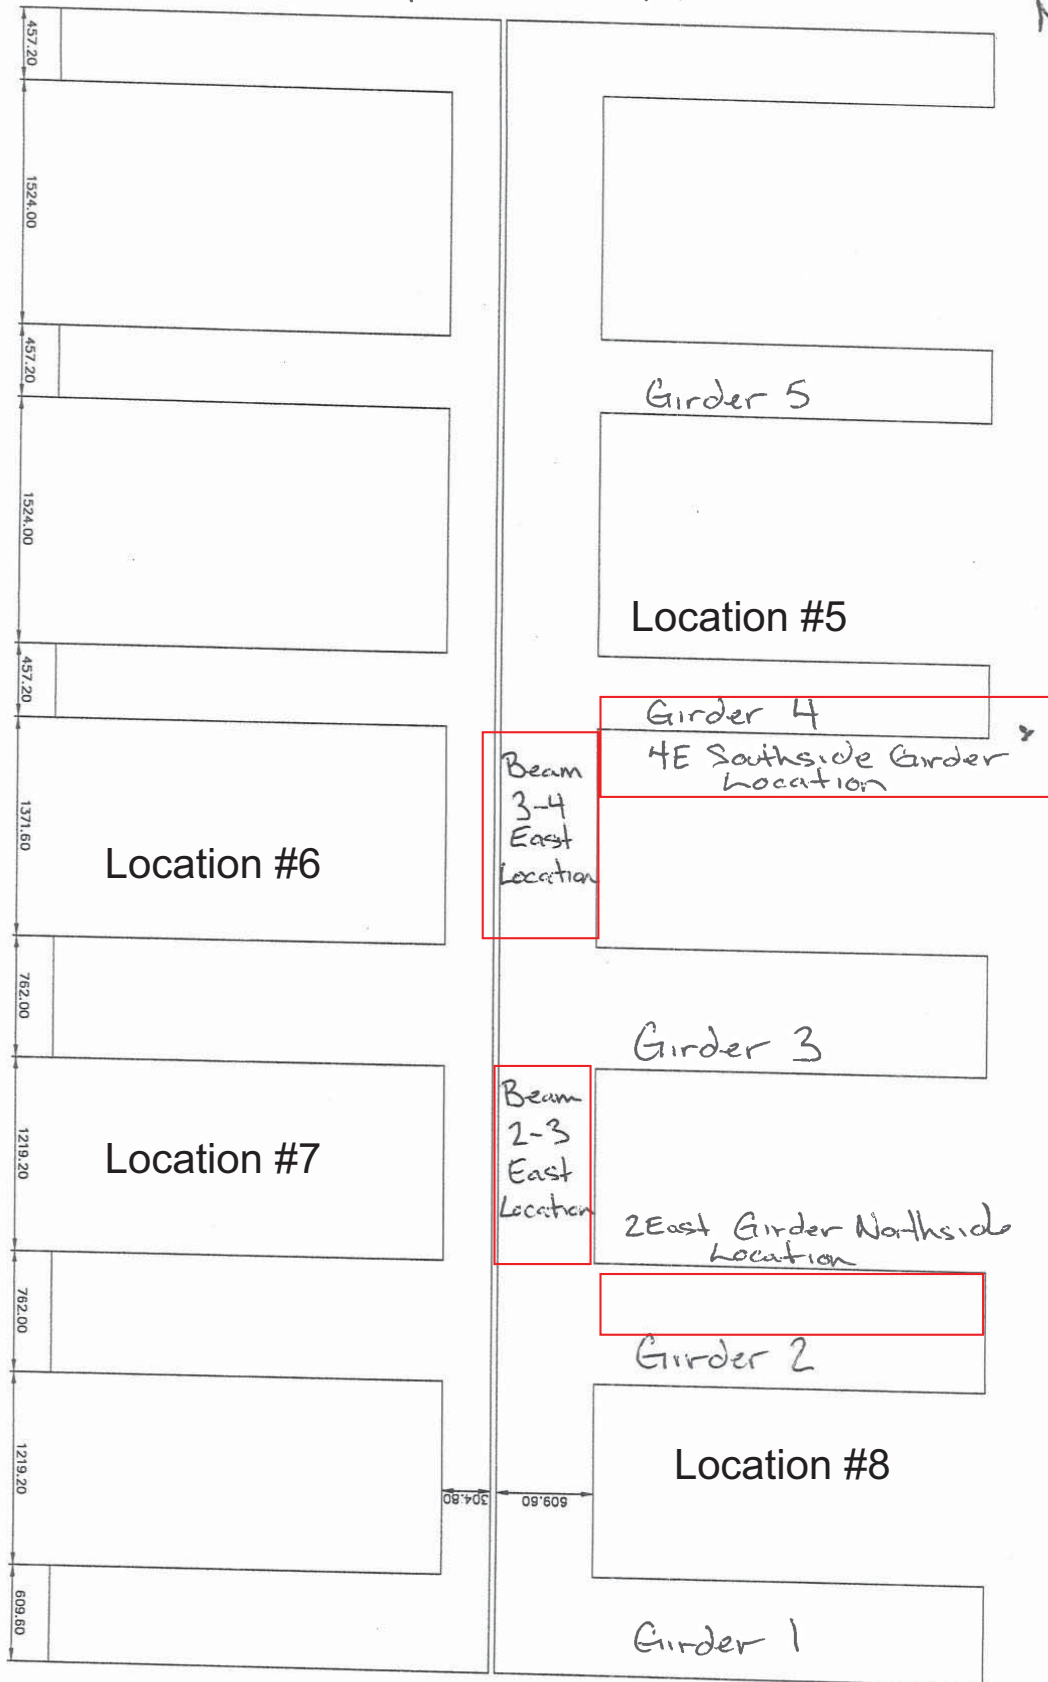 457.20
1524.00
457.20
Girder 5
1524.00
Location #5
457.20
Girder 4
4E Southside Girder
Location
Beam
3-4
East
Location
1371.60
Location #6
762.00
Girder 3
Beam
2-3
East
Location
1219.20
Location #7
2East Girder Northside
Location
762.00
Girder 2
1219.20
Location #8
304.80
609.60
609.60
Girder 1